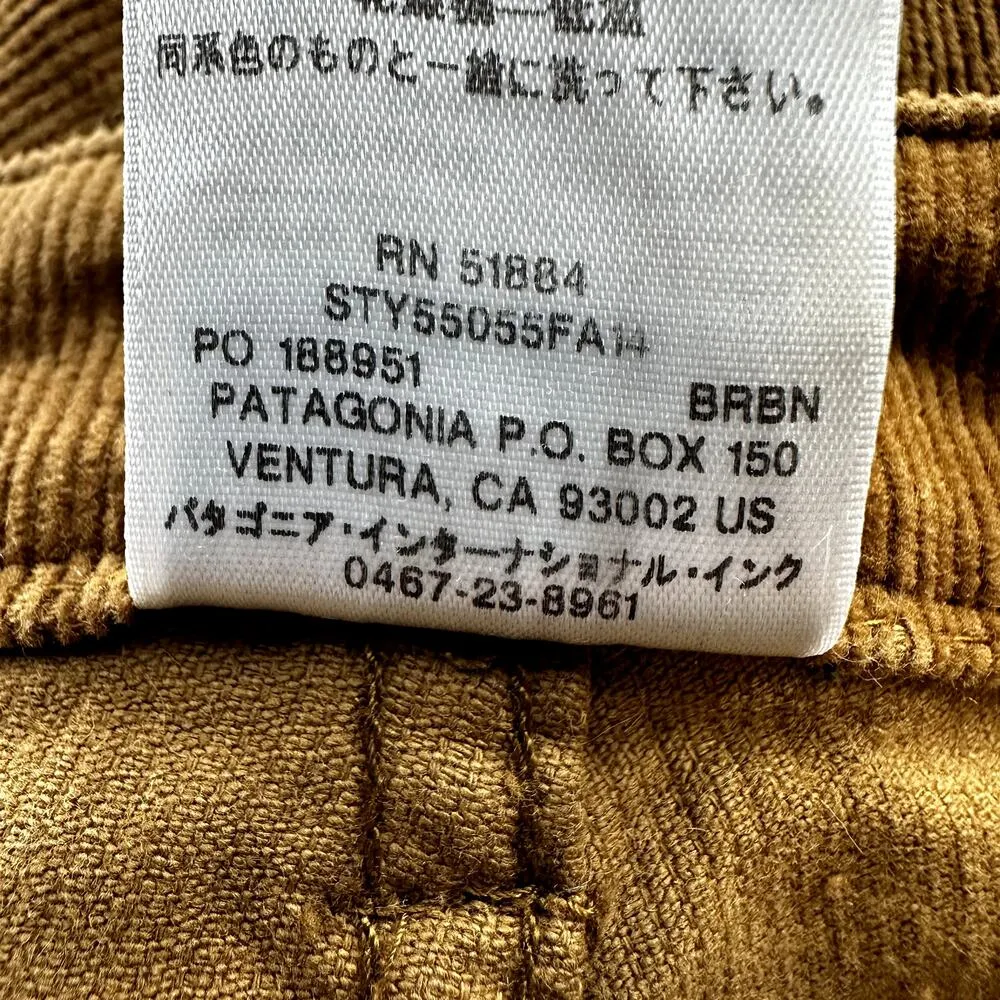 同系色のものと一緒に洗って下さい。
RN 51884
STY55055FA14
PO 188951 BRBN
PATAGONIA P.O. BOX 150
VENTURA, CA 93002 US
パタゴニア・インターナショナル・インク
0467-23-8961